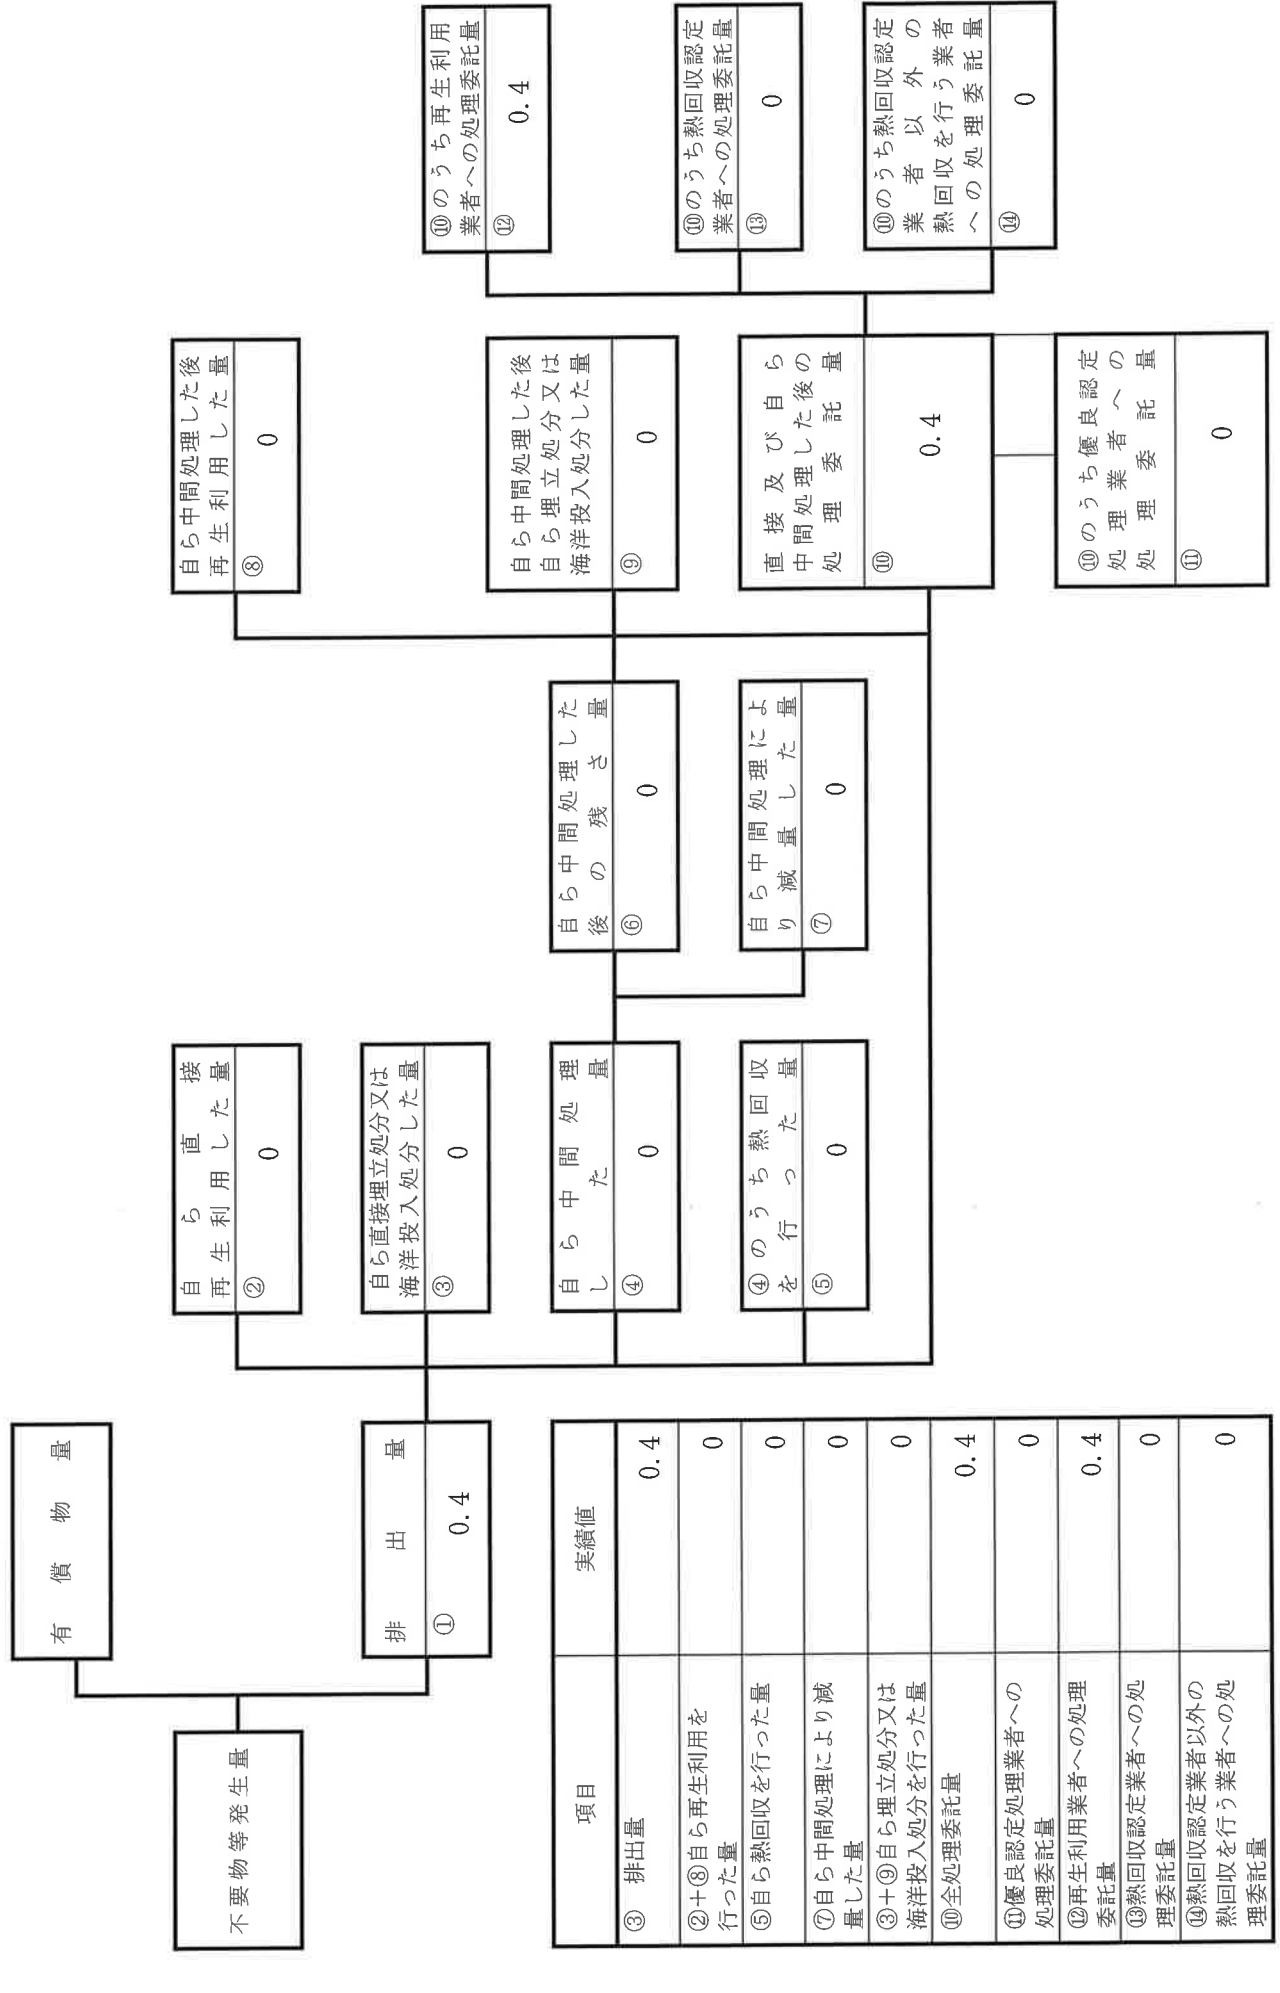 有償物量
不要物等発生量
排出量
① 0.4
自ら直接
再生利用した量
② 0
自ら直接埋立処分又は
海洋投入処分した量
③ 0
自ら中間処理
した量
④ 0
④のうち熱回収
を行った量
⑤ 0
自ら中間処理した
後の残さ量
⑥ 0
自ら中間処理によ
り減量した量
⑦ 0
自ら中間処理した後
再生利用した量
⑧ 0
自ら中間処理した後
自ら埋立処分又は
海洋投入処分した量
⑨ 0
直接及び自ら
中間処理した後の
処理委託量
⑩ 0.4
⑩のうち優良認定
処理業者への
処理委託量
⑪ 0
⑩のうち再生利用
業者への処理委託量
⑫ 0.4
⑩のうち熱回収認定
業者への処理委託量
⑬ 0
⑩のうち熱回収認定
業者以外の
熱回収を行う業者
への処理委託量
⑭ 0
項目 実績値
③ 排出量 0.4
②+⑧自ら再生利用を
行った量 0
⑤自ら熱回収を行った量 0
⑦自ら中間処理により減
量した量 0
③+⑨自ら埋立処分又は
海洋投入処分を行った量 0
⑩全処理委託量 0.4
⑪優良認定処理業者への
処理委託量 0
⑫再生利用業者への処理
委託量 0.4
⑬熱回収認定業者への処
理委託量 0
⑭熱回収認定業者以外の
熱回収を行う業者への処
理委託量 0